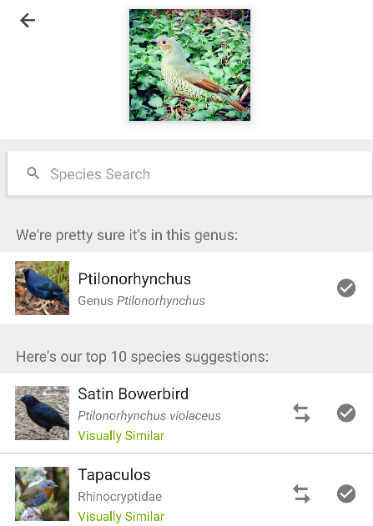 Species Search
We're pretty sure it's in this genus:
Ptilonorhynchus
Genus Ptilonorhynchus
Here's our top 10 species suggestions:
Satin Bowerbird
Ptilonorhynchus violaceus
Visually Similar
Tapaculos
Rhinocryptidae
Visually Similar